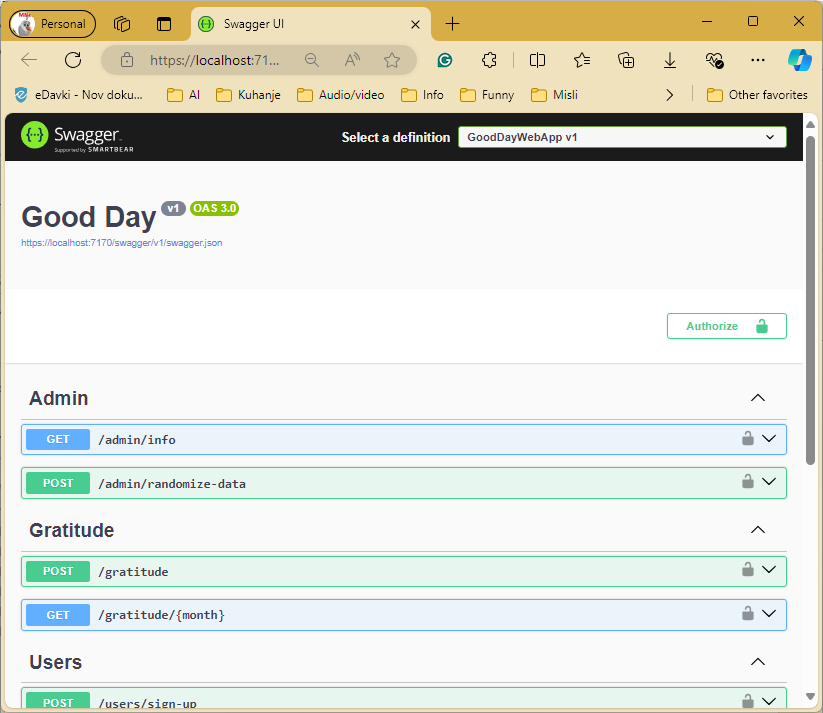 Personal
Swagger UI
https://localhost:71...
eDavki - Nov doku...
AI
Kuhanje
Audio/video
Info
Funny
Misli
Other favorites
Swagger
Supported by SMARTBEAR
Select a definition
GoodDayWebApp v1
Good Day v1 OAS 3.0
https://localhost:7170/swagger/v1/swagger.json
Authorize
Admin
GET /admin/info
POST /admin/randomize-data
Gratitude
POST /gratitude
GET /gratitude/{month}
Users
POST /users/sign-up